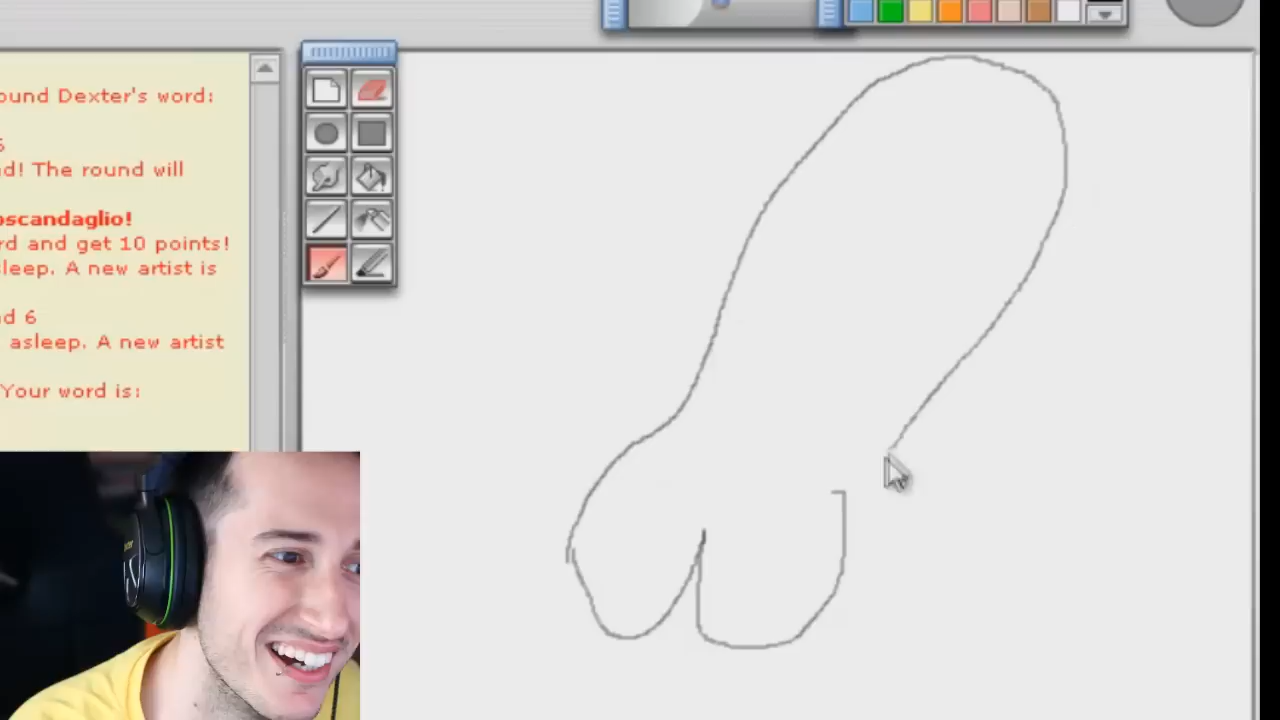 ound Dexter's word:
6
d! The round will
oscandaglio!
rd and get 10 points!
leep. A new artist is
d 6
asleep. A new artist
Your word is: